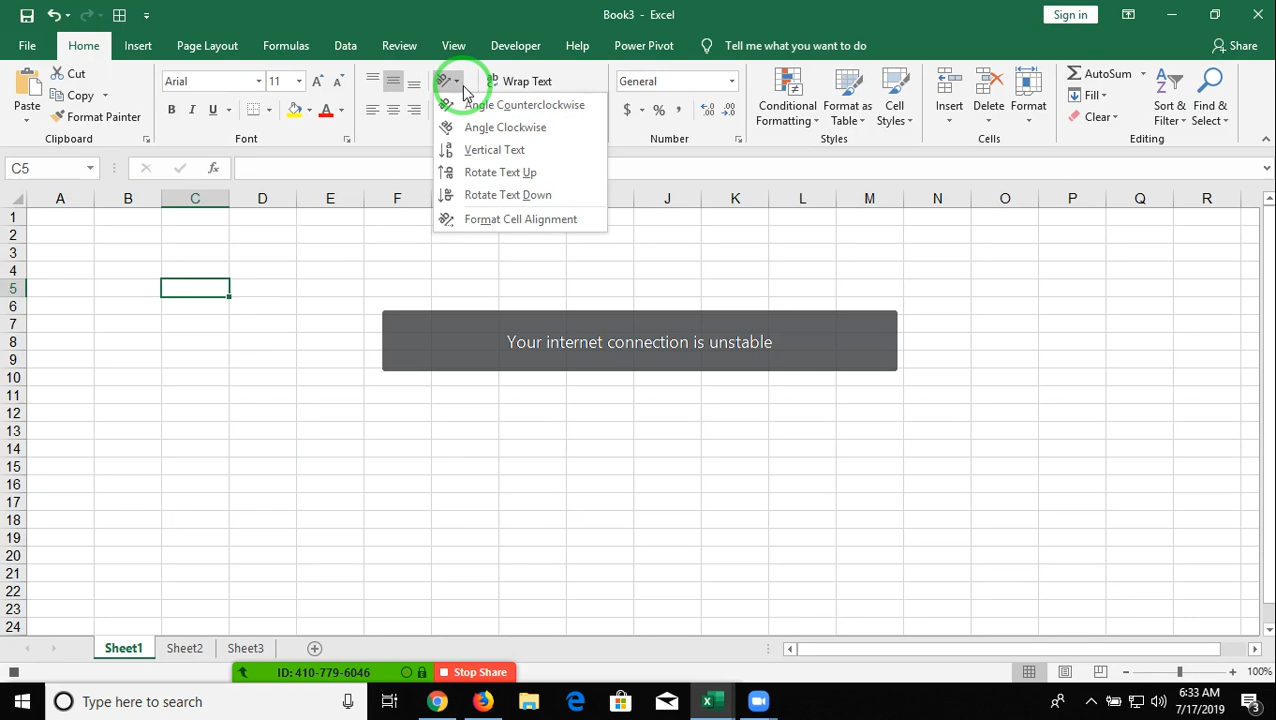 Book3 - Excel
Sign in
File Home Insert Page Layout Formulas Data Review View Developer Help Power Pivot Tell me what you want to do Share
Paste
Cut
Copy
Format Painter
Clipboard
Arial 11
B I U A
Font
ab Wrap Text
General
$ % ,
Number
Conditional Formatting
Format as Table
Cell Styles
Styles
Insert Delete Format
Cells
AutoSum
Fill
Clear
Sort & Filter
Find & Select
Editing
Angle Counterclockwise
Angle Clockwise
Vertical Text
Rotate Text Up
Rotate Text Down
Format Cell Alignment
C5 fx
A B C D E F J K L M N O P Q R
1
2
3
4
5
6
7
8
9
10
11
12
13
14
15
16
17
18
19
20
21
22
23
24
Your internet connection is unstable
Sheet1 Sheet2 Sheet3
ID: 410-779-6046 Stop Share
100%
Type here to search
6:33 AM
7/17/2019
3